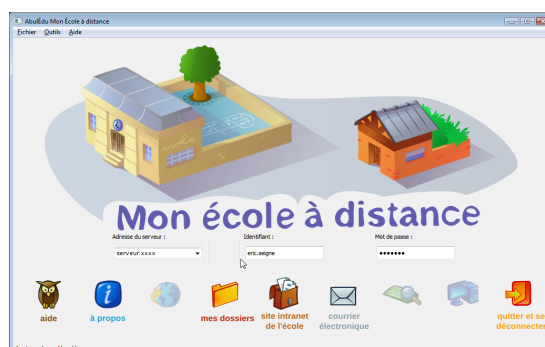 AbulÉdu Mon École à distance
Fichier Outils Aide
école
Mon école à distance
Adresse du serveur :
Identifiant :
Mot de passe :
serveur.xxxx
eric.seigne
•••••••
aide
à propos
mes dossiers
site intranet
de l'école
courrier
électronique
quitter et se
déconnecter